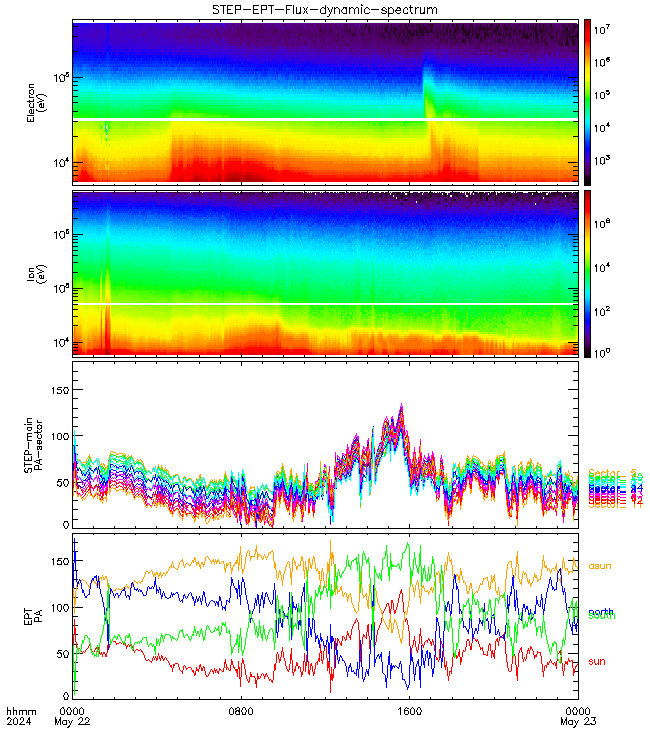 STEP-EPT-Flux-dynamic-spectrum
Electron
(eV)
10⁵
10⁴
10⁷
10⁶
10⁵
10⁴
10³
Ion
(eV)
10⁶
10⁵
10⁴
10⁶
10⁴
10²
10⁰
STEP-main
PA-sector
150
100
50
0
EPT
PA
150
100
50
0
asun
north
south
sun
hhmm
2024
0000
May 22
0800
1600
0000
May 23